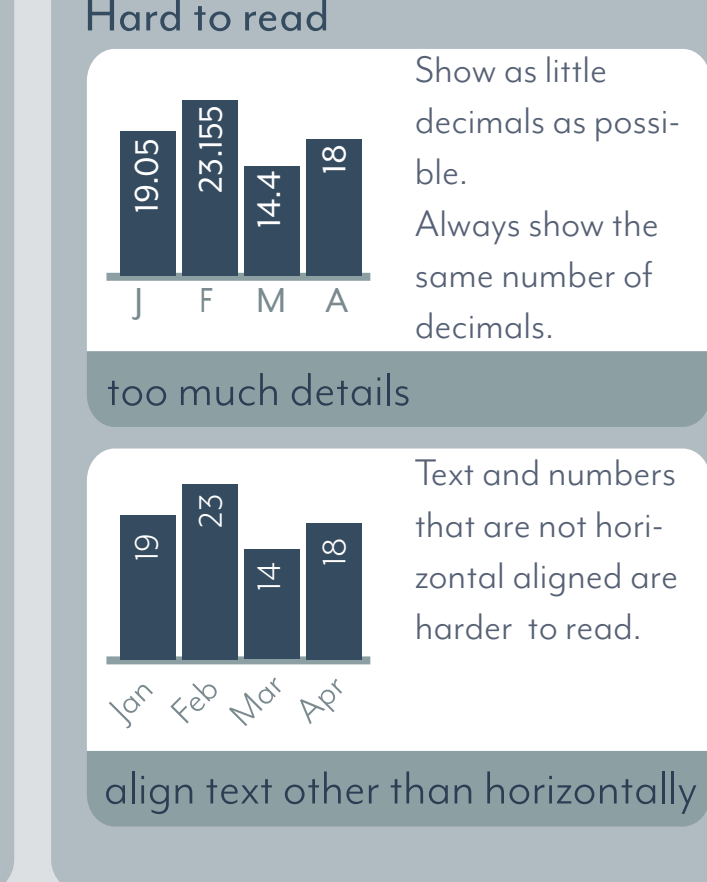 Hard to read
Show as little
decimals as possi-
ble.
Always show the
same number of
decimals.
19.05
23.155
14.4
18
J F M A
too much details
Text and numbers
that are not hori-
zontal aligned are
harder to read.
19
23
14
18
Jan Feb Mar Apr
align text other than horizontally